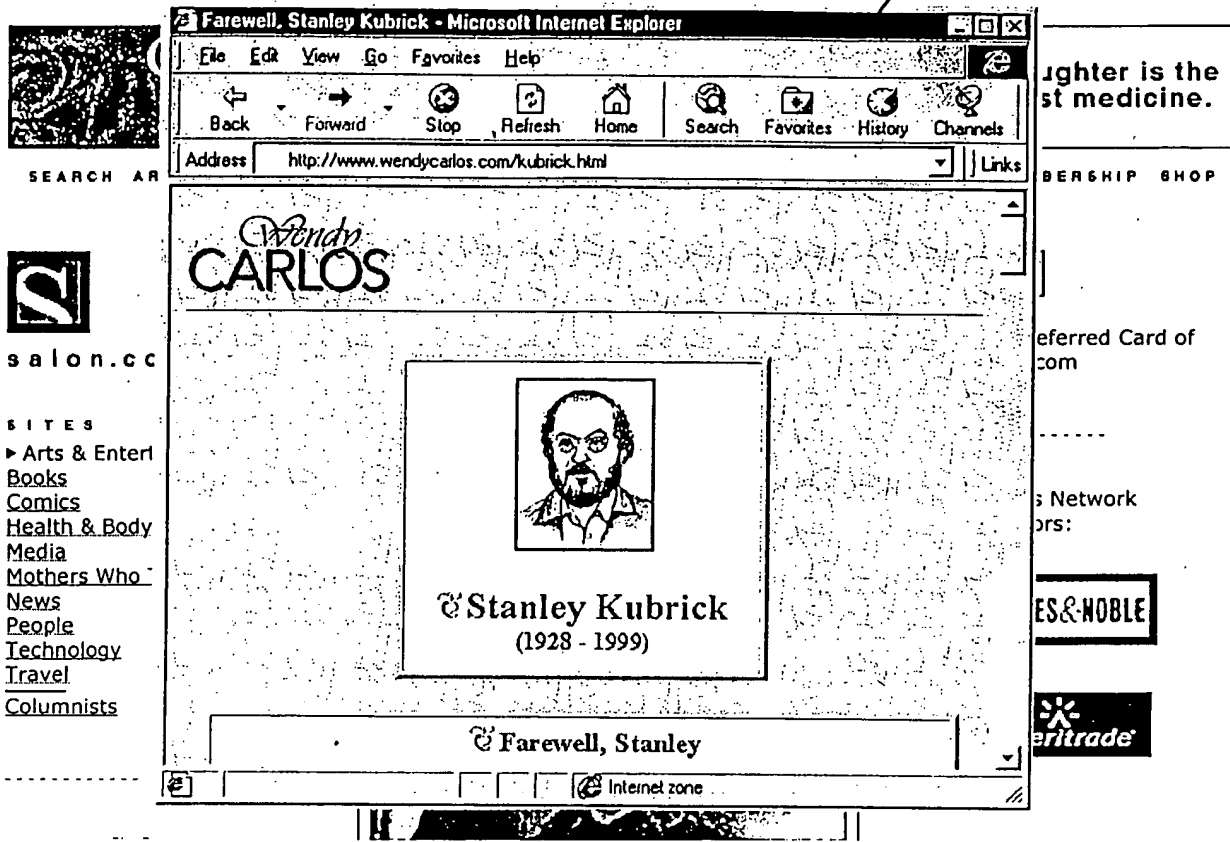 Farewell, Stanley Kubrick - Microsoft Internet Explorer
File Edit View Go Favorites Help
Back Forward Stop Refresh Home Search Favorites History Channels
Address http://www.wendycarlos.com/kubrick.html Links
Wendy
CARLOS
Stanley Kubrick
(1928 - 1999)
Farewell, Stanley
Internet zone
ughter is the
st medicine.
SEARCH AR
BERSHIP SHOP
S
salon.co
eferred Card of
com
SITES
Arts & Entert
Books
Comics
Health & Body
Media
Mothers Who
News
People
Technology
Travel
Columnists
s Network
ors:
ES&NOBLE
eritrade